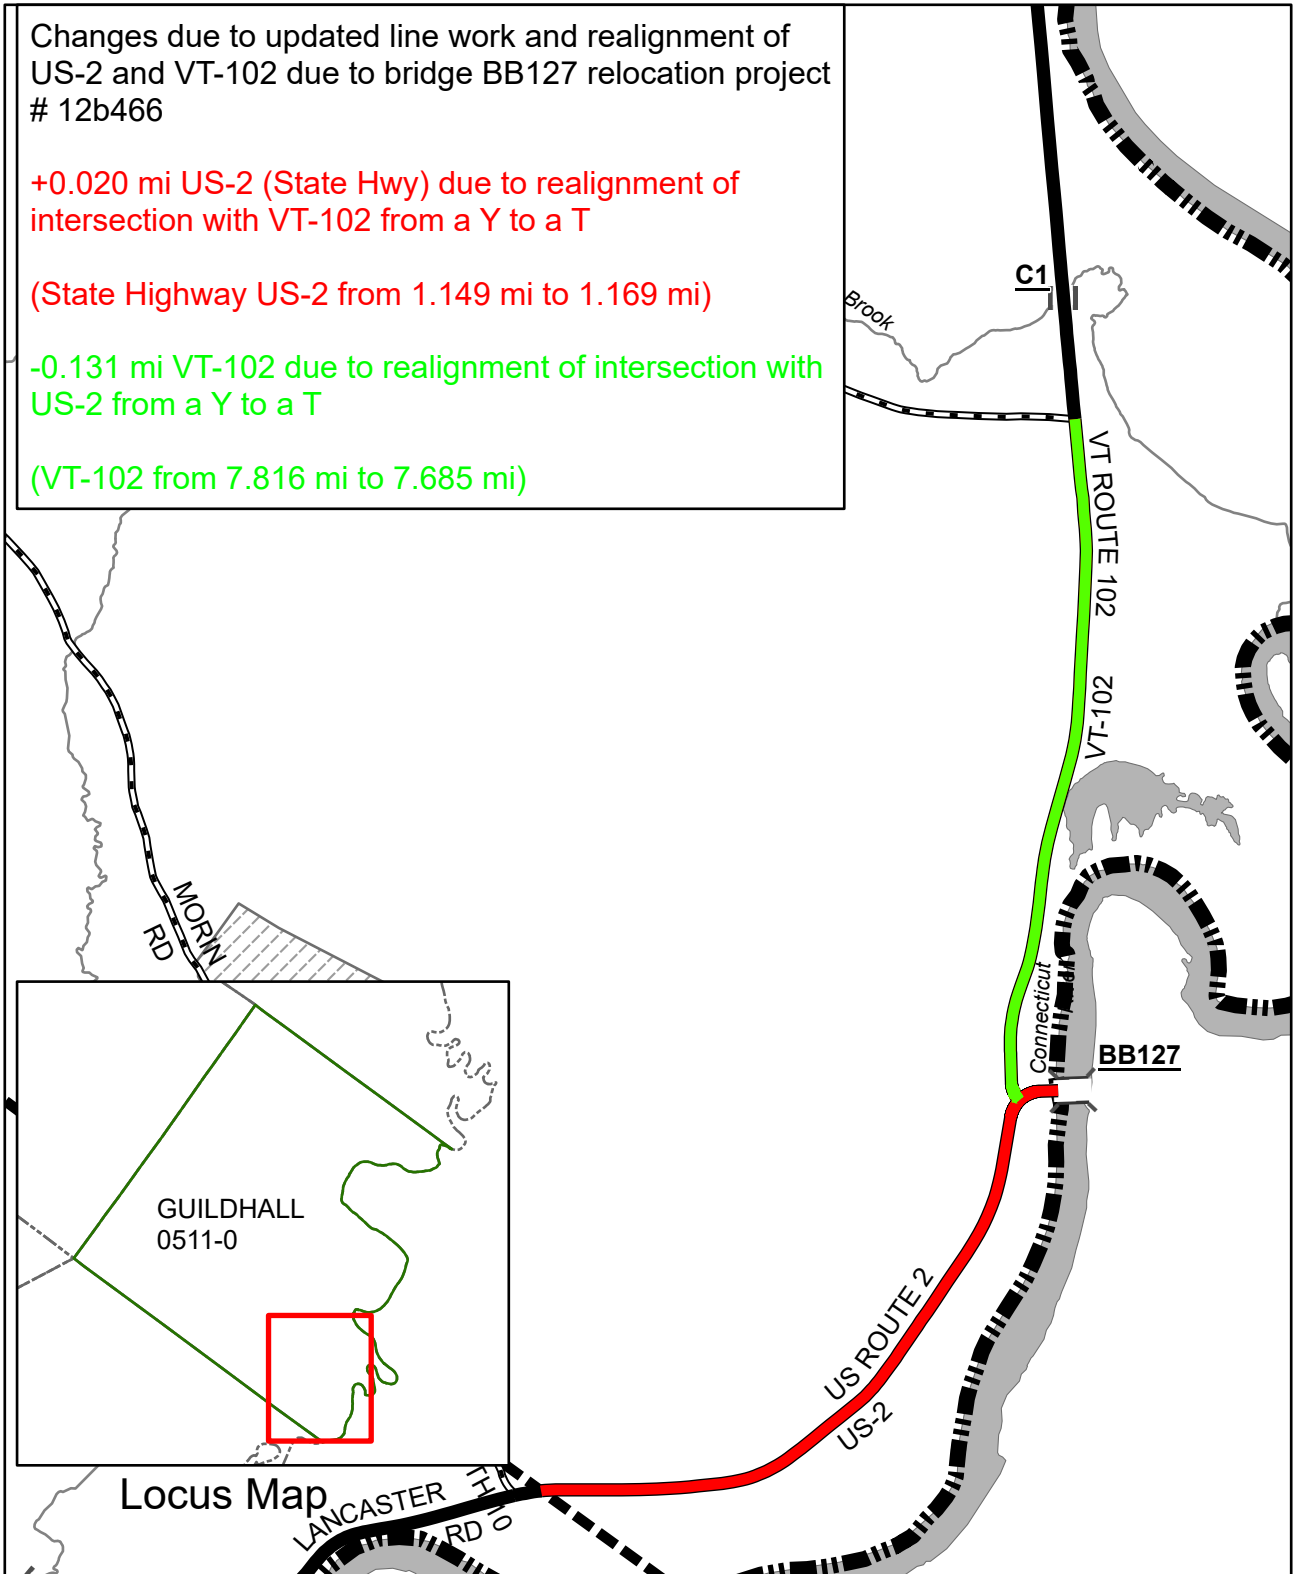 Changes due to updated line work and realignment of
US-2 and VT-102 due to bridge BB127 relocation project
# 12b466
+0.020 mi US-2 (State Hwy) due to realignment of
intersection with VT-102 from a Y to a T
(State Highway US-2 from 1.149 mi to 1.169 mi)
-0.131 mi VT-102 due to realignment of intersection with
US-2 from a Y to a T
(VT-102 from 7.816 mi to 7.685 mi)
C1
Brook
VT ROUTE 102
VT-102
MORIN
RD
Connecticut
BB127
GUILDHALL
0511-0
US ROUTE 2
US-2
Locus Map
LANCASTER
RD